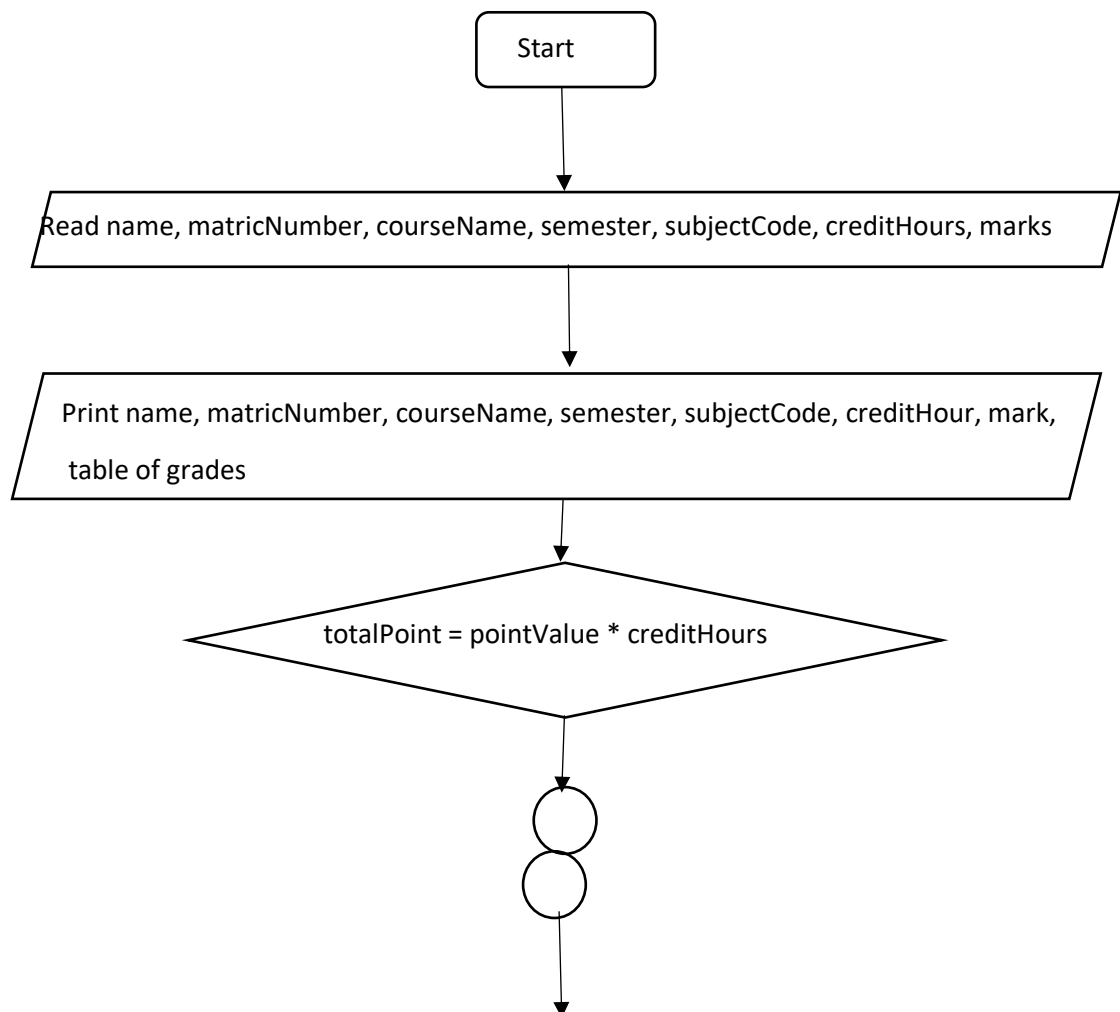 Start
Read name, matricNumber, courseName, semester, subjectCode, creditHours, marks
Print name, matricNumber, courseName, semester, subjectCode, creditHour, mark,
table of grades
totalPoint = pointValue * creditHours